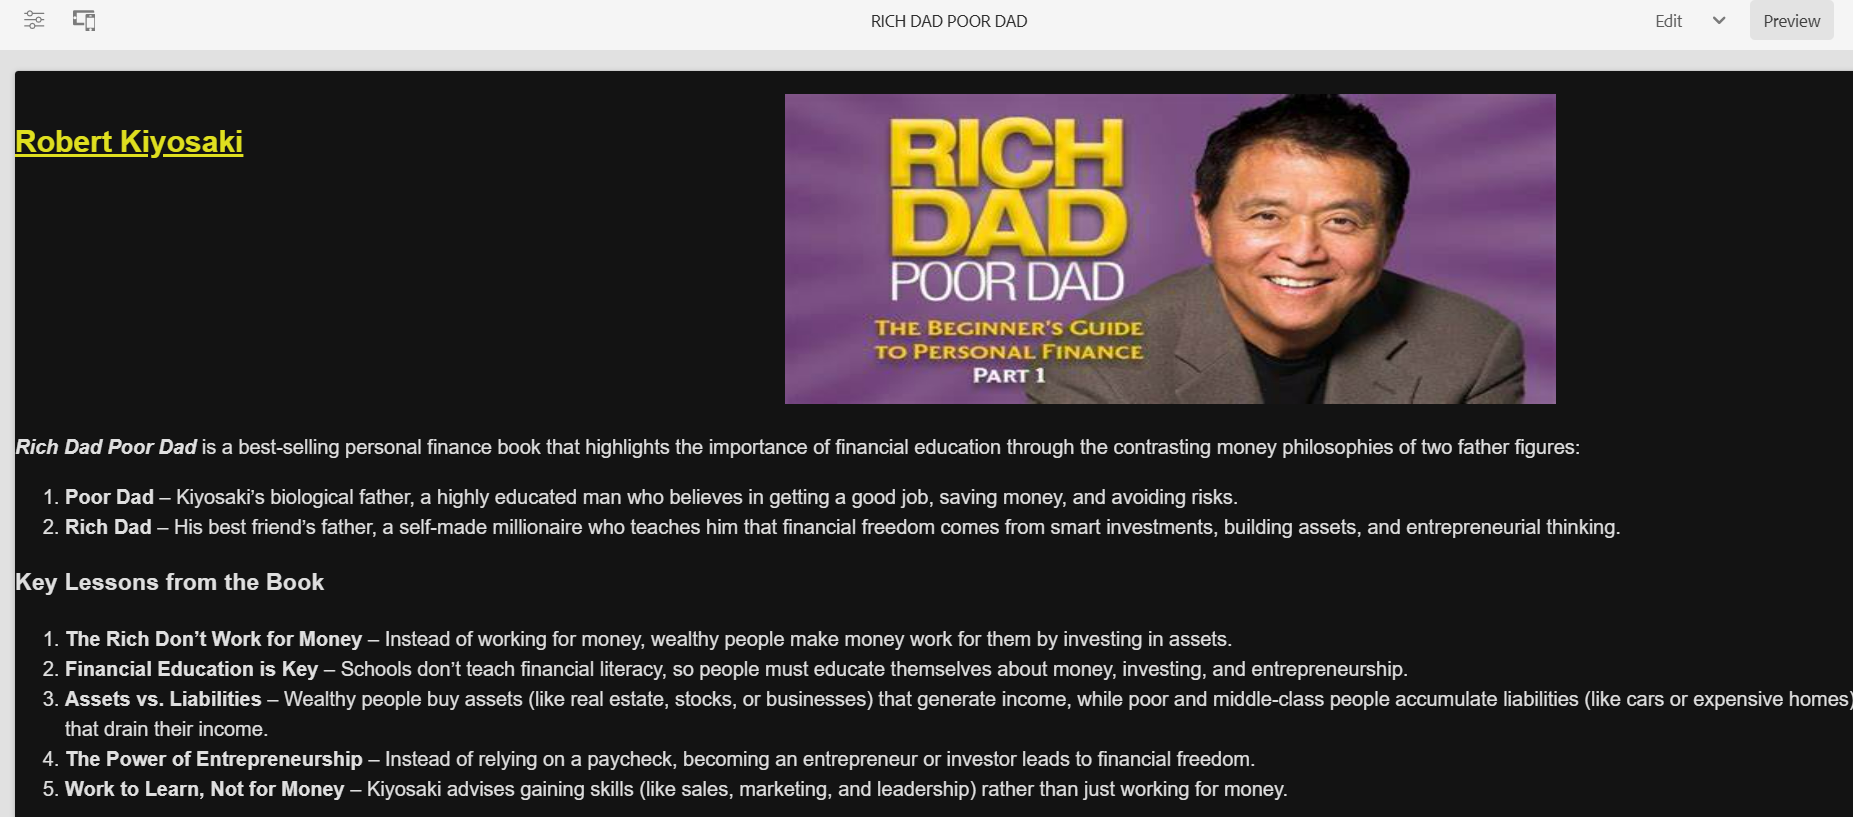 RICH DAD POOR DAD
Edit
Preview
Robert Kiyosaki
RICH
DAD
POOR DAD
THE BEGINNER'S GUIDE
TO PERSONAL FINANCE
PART 1
Rich Dad Poor Dad is a best-selling personal finance book that highlights the importance of financial education through the contrasting money philosophies of two father figures:
1. Poor Dad – Kiyosaki’s biological father, a highly educated man who believes in getting a good job, saving money, and avoiding risks.
2. Rich Dad – His best friend’s father, a self-made millionaire who teaches him that financial freedom comes from smart investments, building assets, and entrepreneurial thinking.
Key Lessons from the Book
1. The Rich Don’t Work for Money – Instead of working for money, wealthy people make money work for them by investing in assets.
2. Financial Education is Key – Schools don’t teach financial literacy, so people must educate themselves about money, investing, and entrepreneurship.
3. Assets vs. Liabilities – Wealthy people buy assets (like real estate, stocks, or businesses) that generate income, while poor and middle-class people accumulate liabilities (like cars or expensive homes)
that drain their income.
4. The Power of Entrepreneurship – Instead of relying on a paycheck, becoming an entrepreneur or investor leads to financial freedom.
5. Work to Learn, Not for Money – Kiyosaki advises gaining skills (like sales, marketing, and leadership) rather than just working for money.